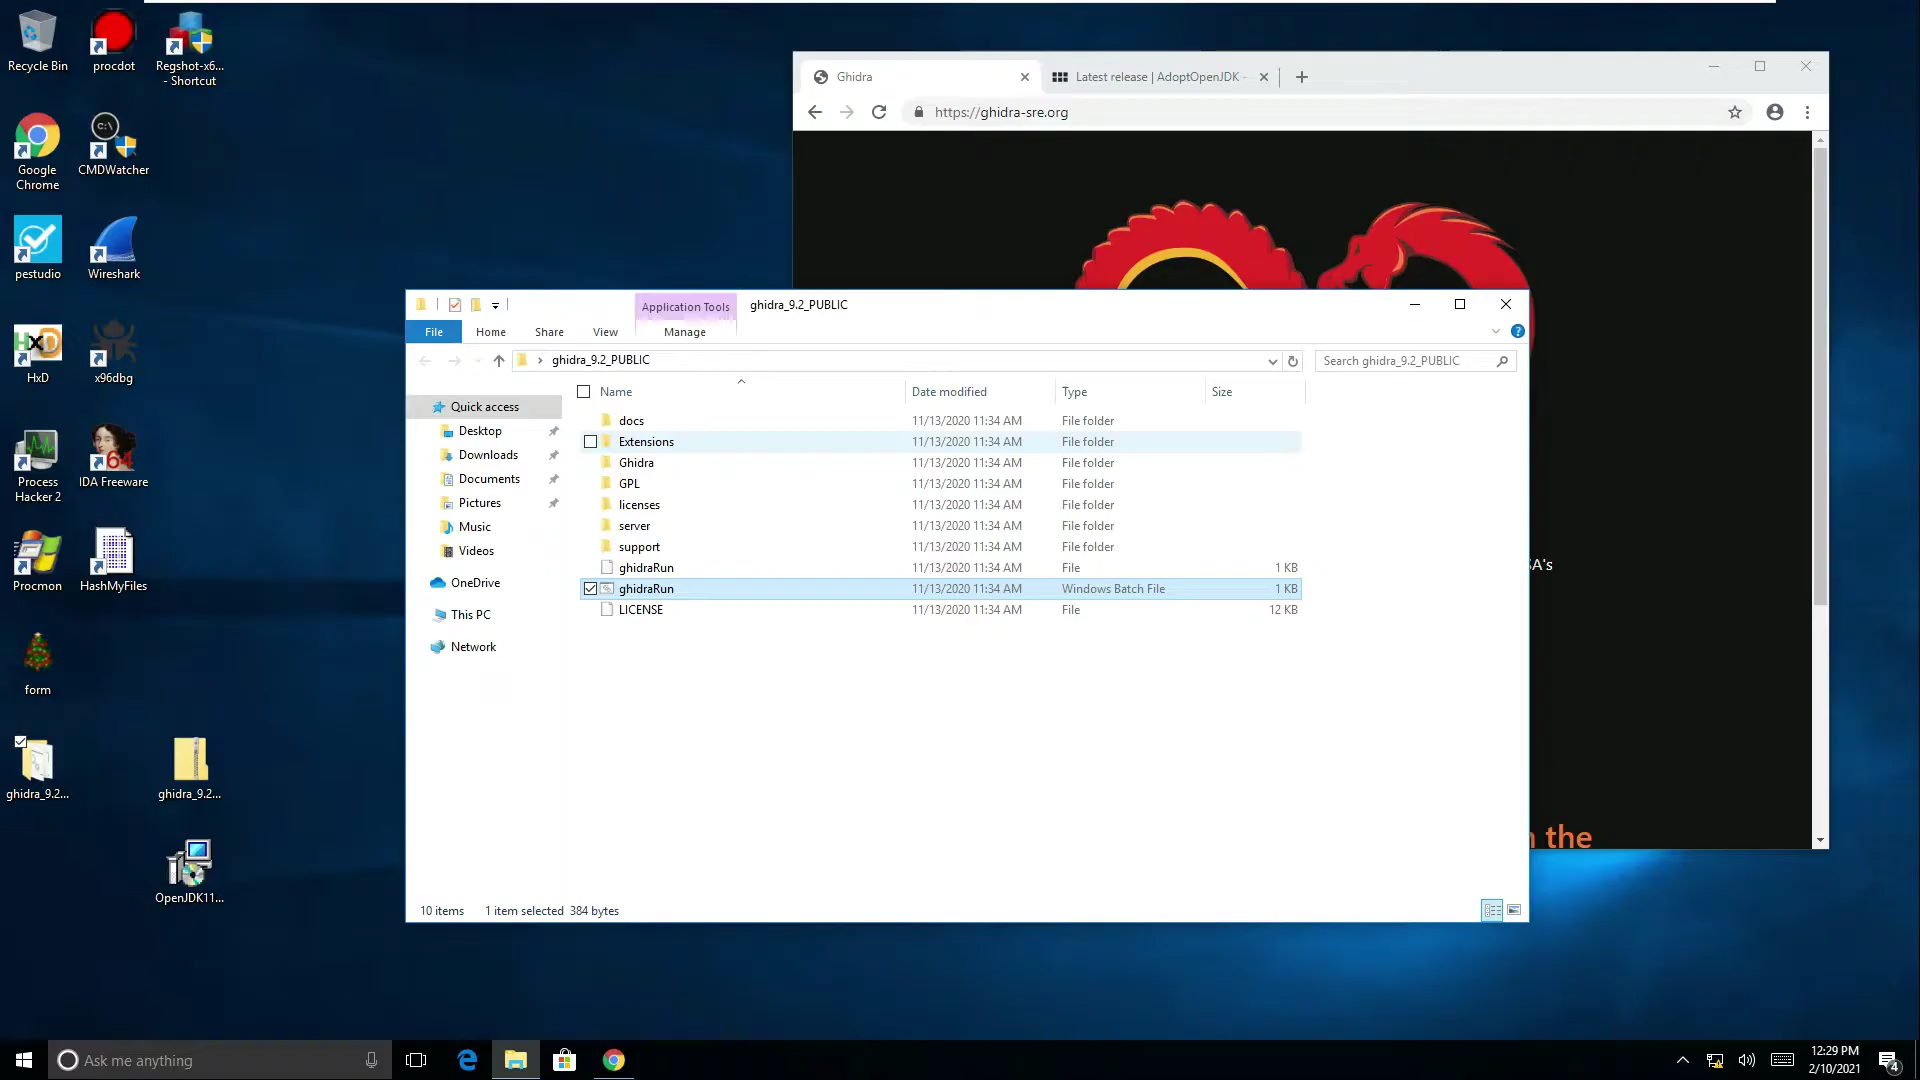 Recycle Bin
procdot
Regshot-x6...
- Shortcut
Google
Chrome
CMDWatcher
pestudio
Wireshark
HxD
x96dbg
Process
Hacker 2
IDA Freeware
Procmon
HashMyFiles
form
ghidra_9.2...
ghidra_9.2...
OpenJDK11...
Ghidra
Latest release | AdoptOpenJDK -
https://ghidra-sre.org
SA's
n the
Application Tools
ghidra_9.2_PUBLIC
File
Home
Share
View
Manage
ghidra_9.2_PUBLIC
Search ghidra_9.2_PUBLIC
Quick access
Desktop
Downloads
Documents
Pictures
Music
Videos
OneDrive
This PC
Network
Name Date modified Type Size
docs 11/13/2020 11:34 AM File folder
Extensions 11/13/2020 11:34 AM File folder
Ghidra 11/13/2020 11:34 AM File folder
GPL 11/13/2020 11:34 AM File folder
licenses 11/13/2020 11:34 AM File folder
server 11/13/2020 11:34 AM File folder
support 11/13/2020 11:34 AM File folder
ghidraRun 11/13/2020 11:34 AM File 1 KB
ghidraRun 11/13/2020 11:34 AM Windows Batch File 1 KB
LICENSE 11/13/2020 11:34 AM File 12 KB
10 items 1 item selected 384 bytes
Ask me anything
12:29 PM
2/10/2021
4